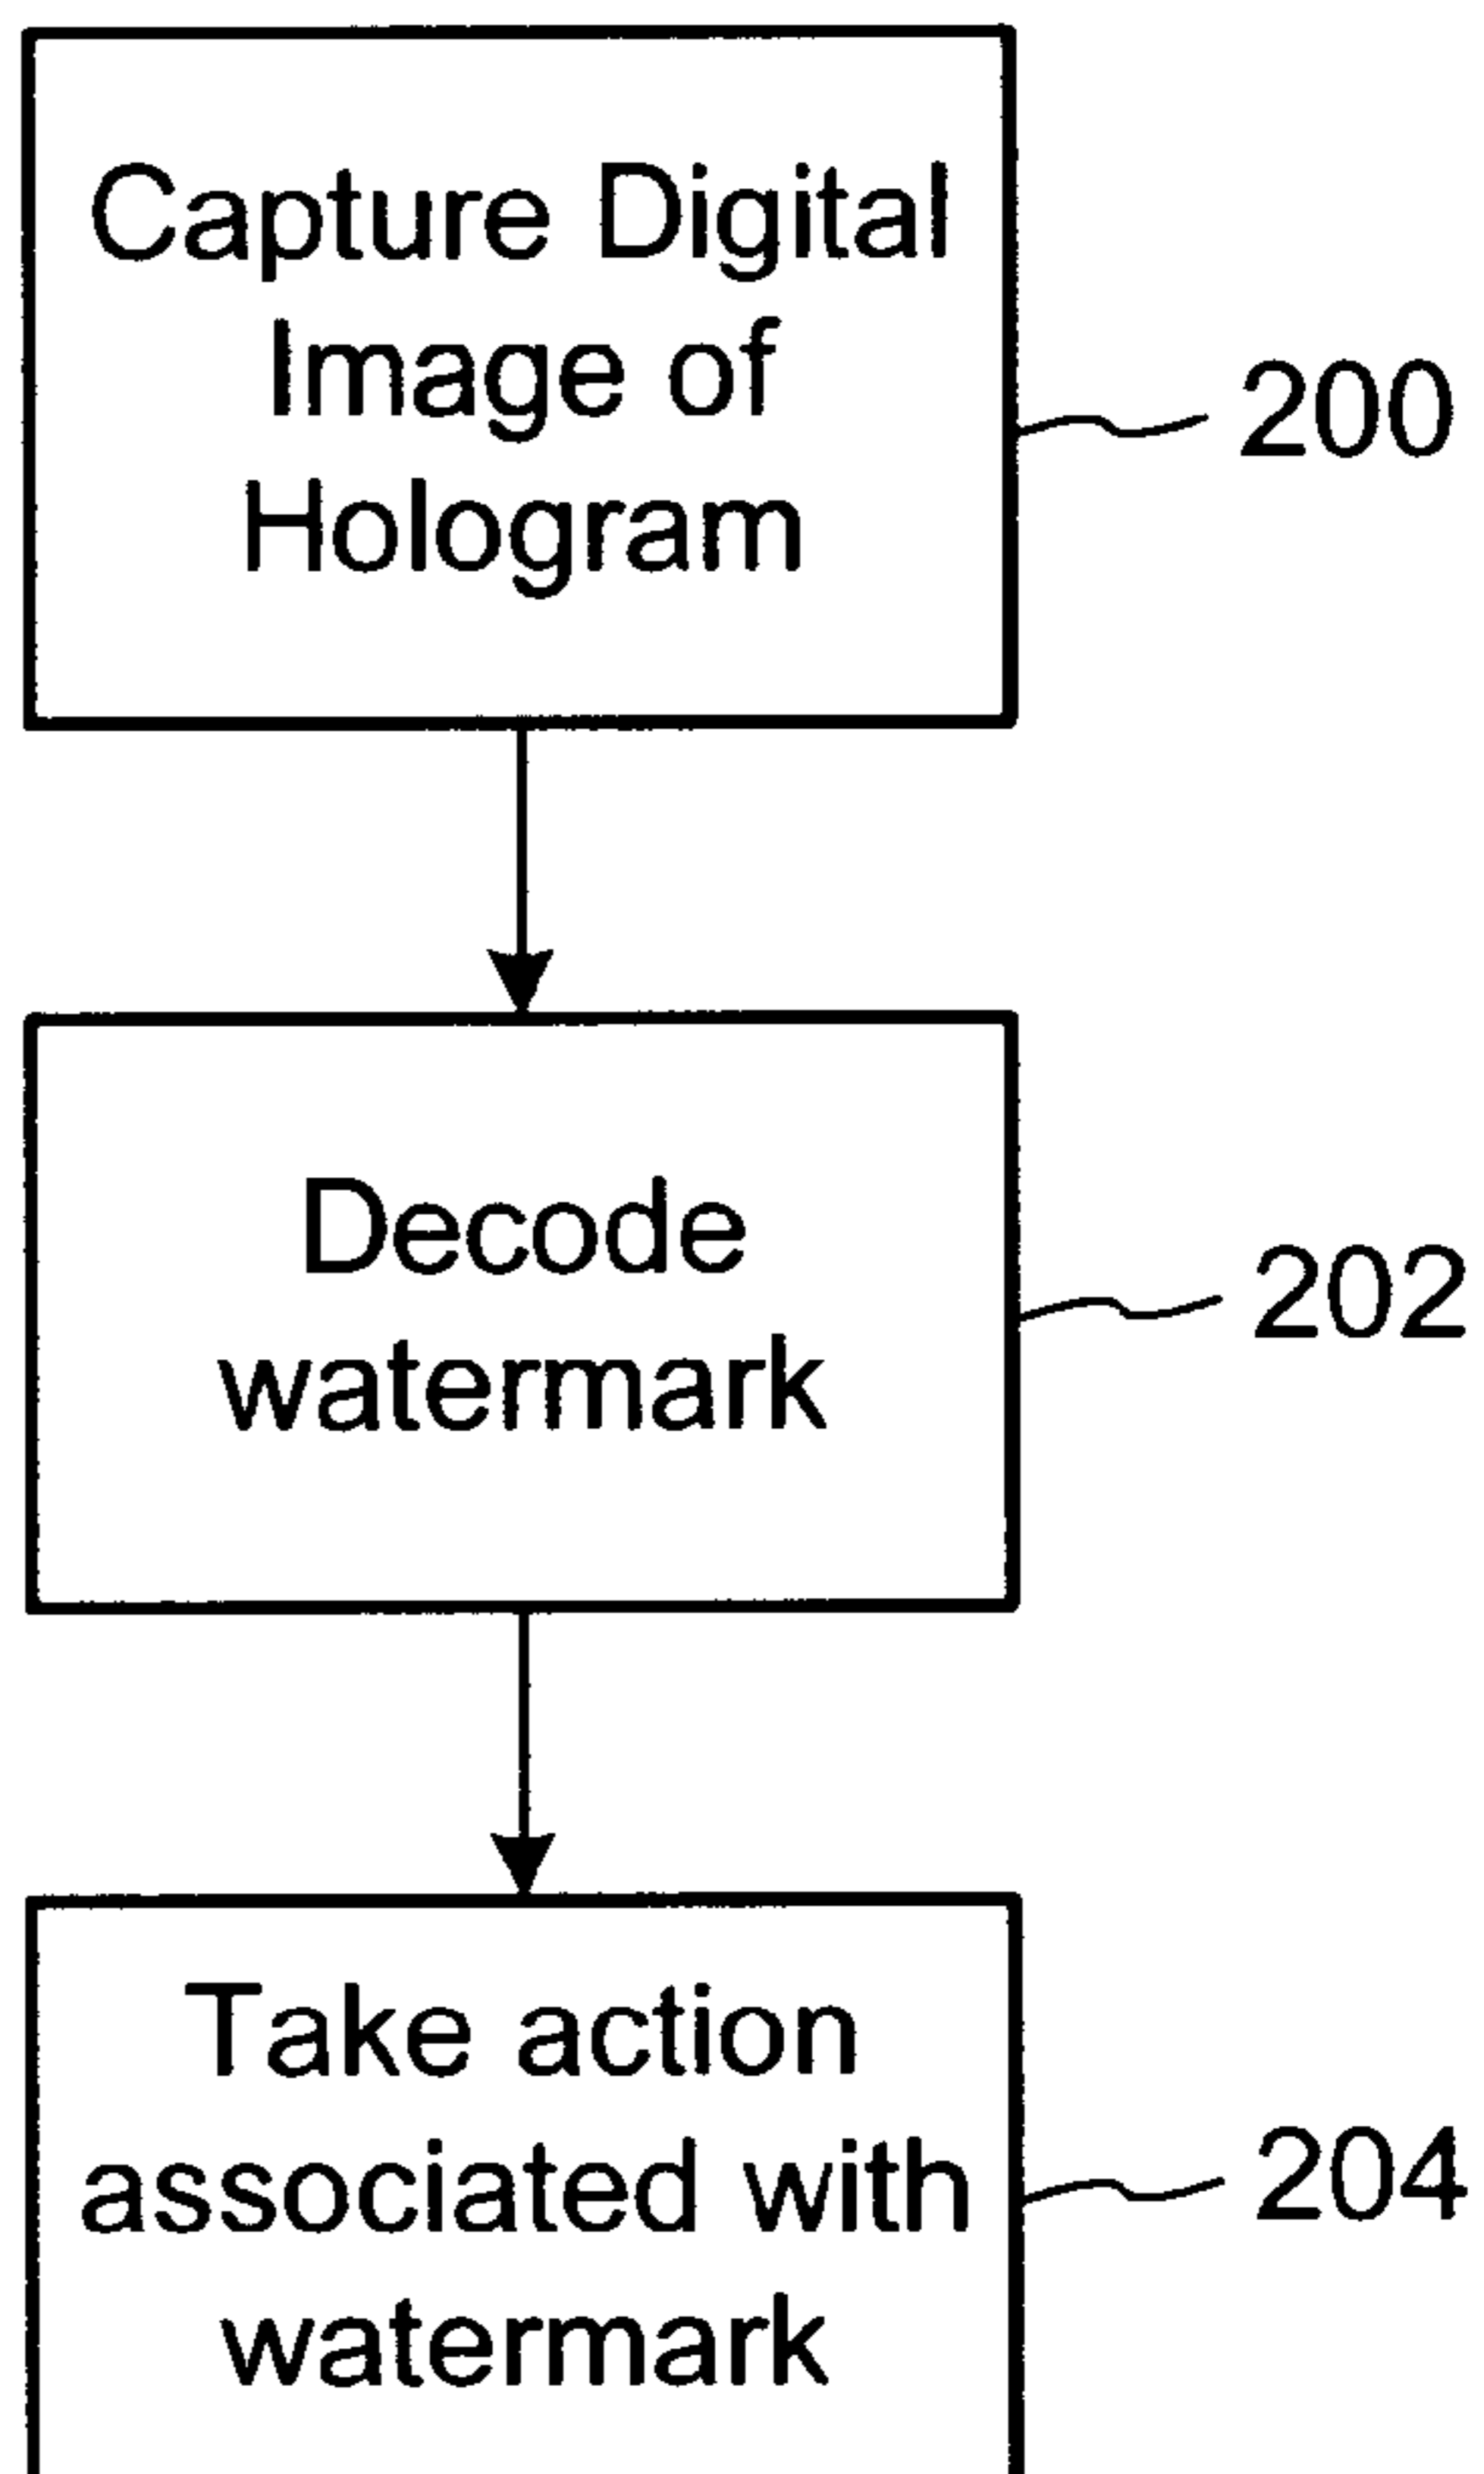 Capture Digital
Image of
Hologram
200
Decode
watermark
202
Take action
associated with
watermark
204